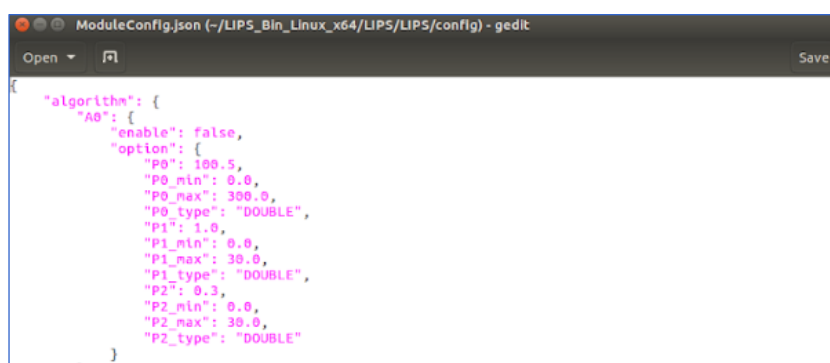 ModuleConfig.json (~/LIPS_Bin_Linux_x64/LIPS/LIPS/config) - gedit
Open Save
{
    "algorithm": {
        "A0": {
            "enable": false,
            "option": {
                "P0": 100.5,
                "P0_min": 0.0,
                "P0_max": 300.0,
                "P0_type": "DOUBLE",
                "P1": 1.0,
                "P1_min": 0.0,
                "P1_max": 30.0,
                "P1_type": "DOUBLE",
                "P2": 0.3,
                "P2_min": 0.0,
                "P2_max": 30.0,
                "P2_type": "DOUBLE"
            }